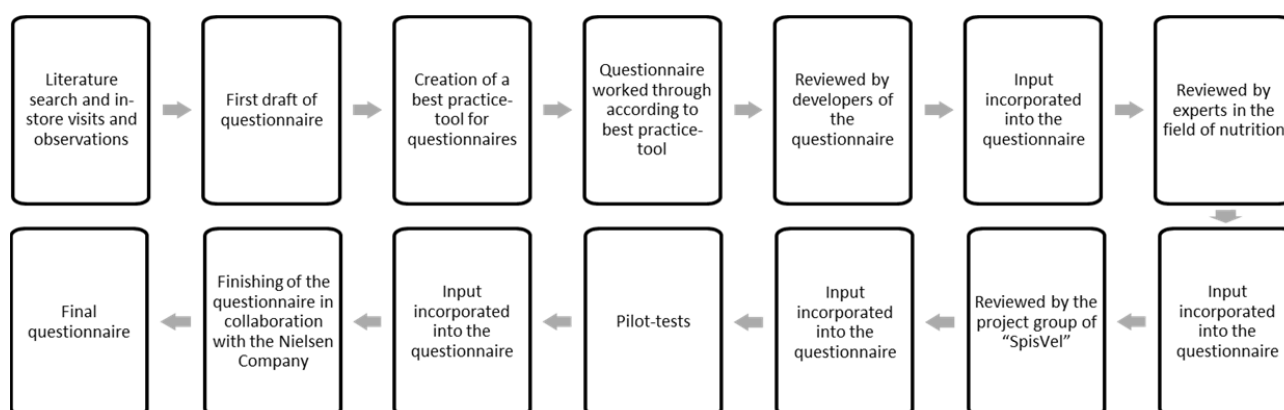 Literature
search and in-
store visits and
observations
First draft of
questionnaire
Creation of a
best practice-
tool for
questionnaires
Questionnaire
worked through
according to
best practice-
tool
Reviewed by
developers of
the
questionnaire
Input
incorporated
into the
questionnaire
Reviewed by
experts in the
field of
nutrition
Input
incorporated
into the
questionnaire
Reviewed by the
project group of
“SpisVel”
Input
incorporated
into the
questionnaire
Pilot-tests
Input
incorporated
into the
questionnaire
Finishing of the
questionnaire in
collaboration
with the Nielsen
Company
Final
questionnaire